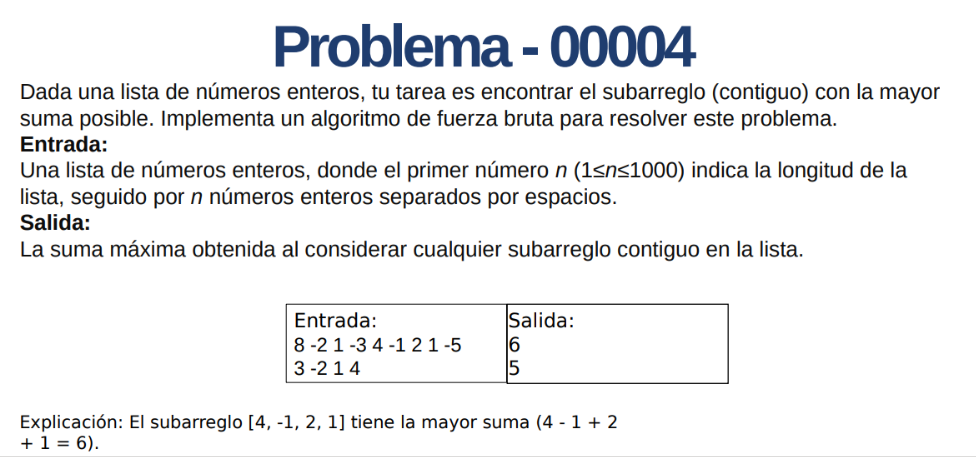 Problema - 00004
Dada una lista de números enteros, tu tarea es encontrar el subarreglo (contiguo) con la mayor
suma posible. Implementa un algoritmo de fuerza bruta para resolver este problema.
Entrada:
Una lista de números enteros, donde el primer número n (1≤n≤1000) indica la longitud de la
lista, seguido por n números enteros separados por espacios.
Salida:
La suma máxima obtenida al considerar cualquier subarreglo contiguo en la lista.
Entrada:
8 -2 1 -3 4 -1 2 1 -5
3 -2 1 4
Salida:
6
5
Explicación: El subarreglo [4, -1, 2, 1] tiene la mayor suma (4 - 1 + 2
+ 1 = 6).